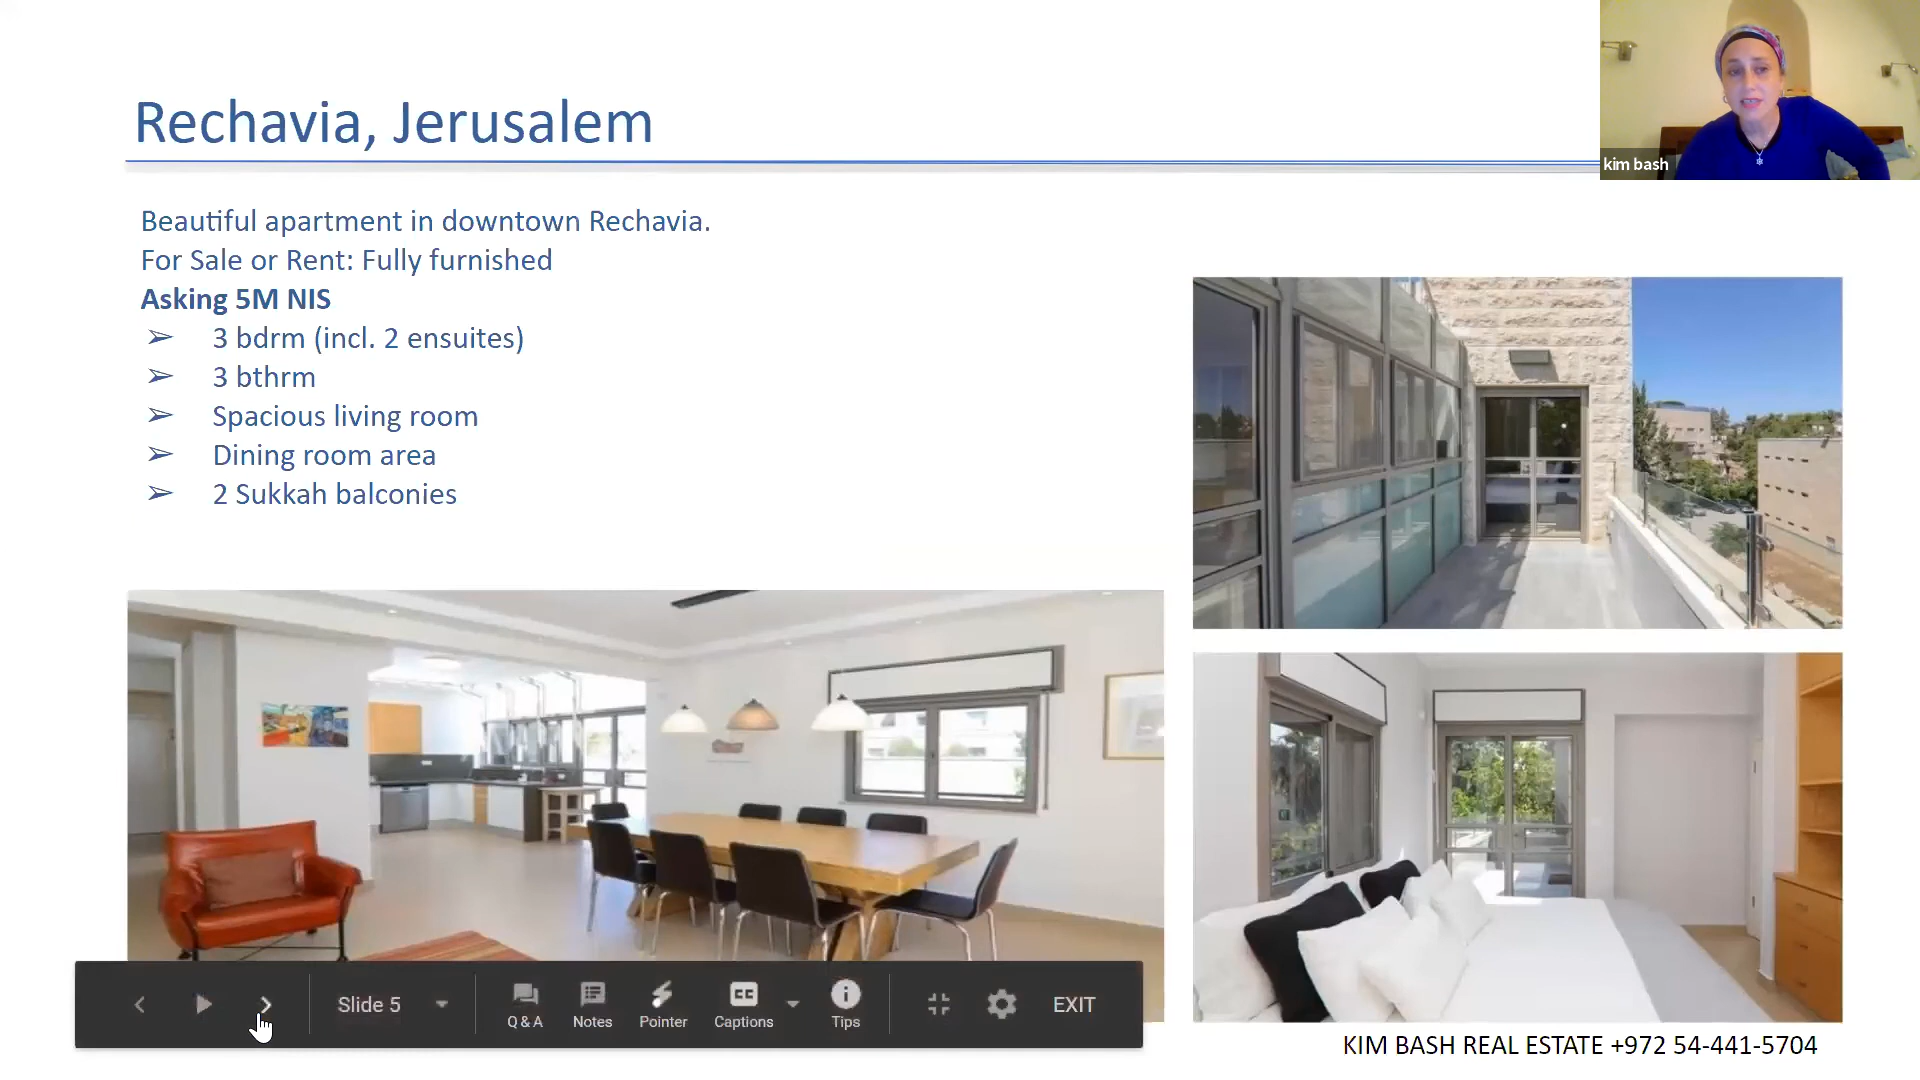 Rechavia, Jerusalem
kim bash
Beautiful apartment in downtown Rechavia.
For Sale or Rent: Fully furnished
Asking 5M NIS
➢ 3 bdrm (incl. 2 ensuites)
➢ 3 bthrm
➢ Spacious living room
➢ Dining room area
➢ 2 Sukkah balconies
Slide 5
Q & A
Notes
Pointer
CC
Captions
Tips
EXIT
KIM BASH REAL ESTATE +972 54-441-5704